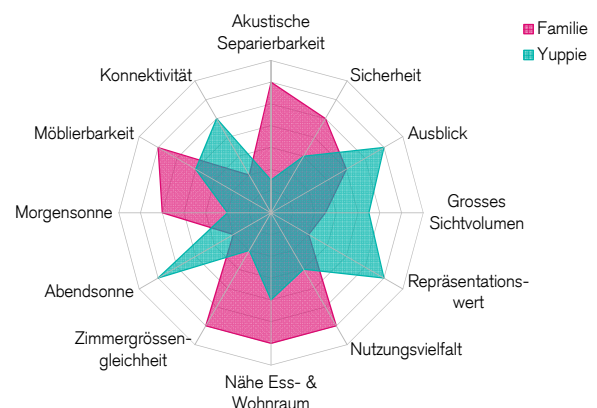 Akustische
Separierbarkeit
Familie
Yuppie
Konnektivität
Sicherheit
Möblierbarkeit
Ausblick
Morgensonne
Grosses
Sichtvolumen
Abendsonne
Repräsentations-
wert
Zimmergrössen-
gleichheit
Nutzungsvielfalt
Nähe Ess- &
Wohnraum